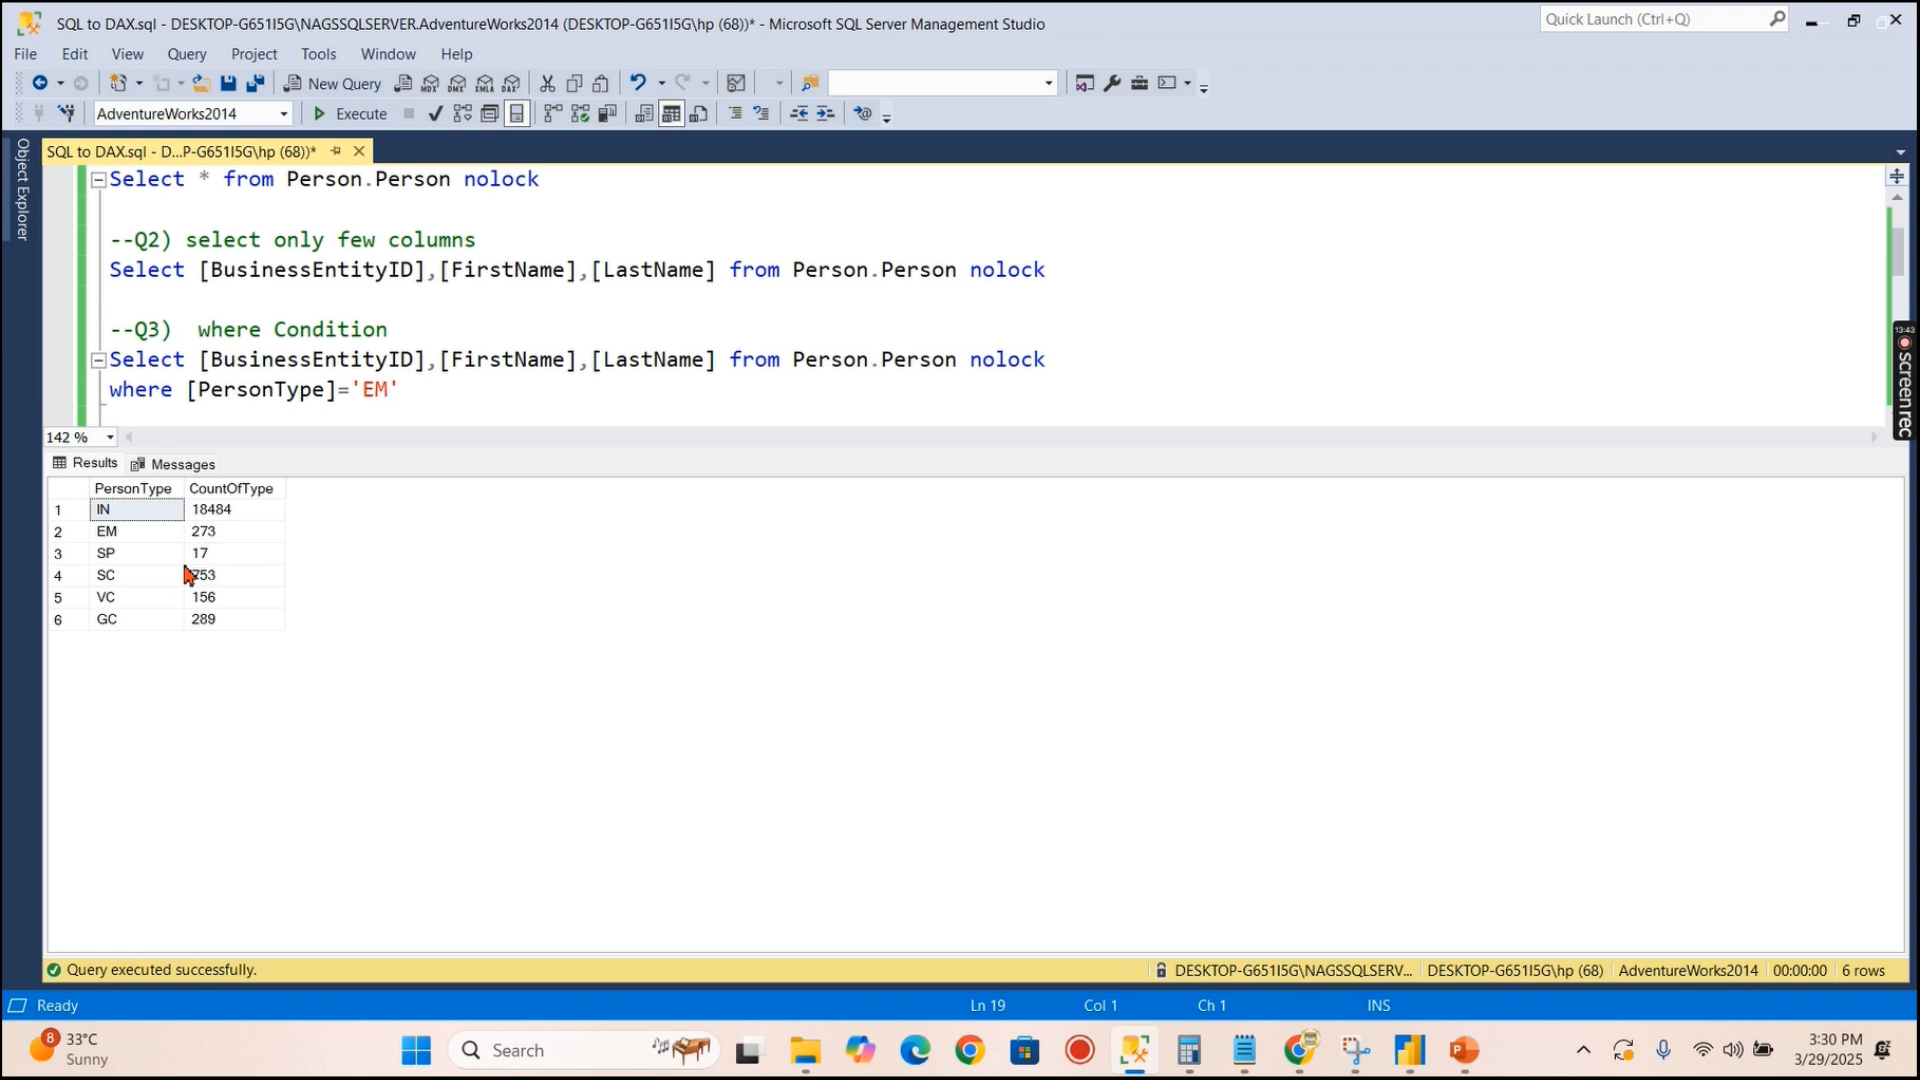 SQL to DAX.sql - DESKTOP-G651I5G\NAGSSQLSERVER.AdventureWorks2014 (DESKTOP-G651I5G\hp (68))* - Microsoft SQL Server Management Studio
Quick Launch (Ctrl+Q)
File Edit View Query Project Tools Window Help
New Query
AdventureWorks2014 Execute
Object Explorer
SQL to DAX.sql - D...P-G651I5G\hp (68))*
Select * from Person.Person nolock
--Q2) select only few columns
Select [BusinessEntityID],[FirstName],[LastName] from Person.Person nolock
--Q3)  where Condition
Select [BusinessEntityID],[FirstName],[LastName] from Person.Person nolock
where [PersonType]='EM'
13:43
screenrec
142 %
Results Messages
PersonType CountOfType
1 IN 18484
2 EM 273
3 SP 17
4 SC 753
5 VC 156
6 GC 289
Query executed successfully. DESKTOP-G651I5G\NAGSSQLSERV... DESKTOP-G651I5G\hp (68) AdventureWorks2014 00:00:00 6 rows
Ready Ln 19 Col 1 Ch 1 INS
8 33°C
Sunny
Search
3:30 PM
3/29/2025